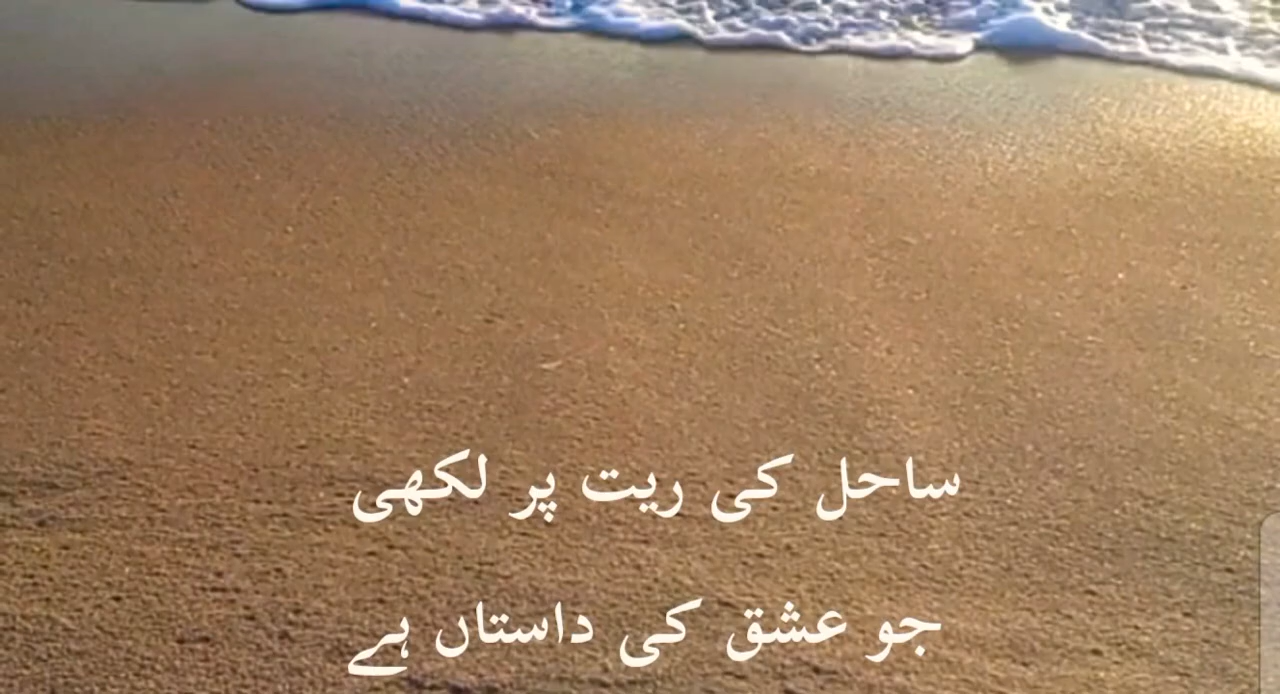 ساحل کی ریت پر لکھی
جو عشق کی داستاں ہے